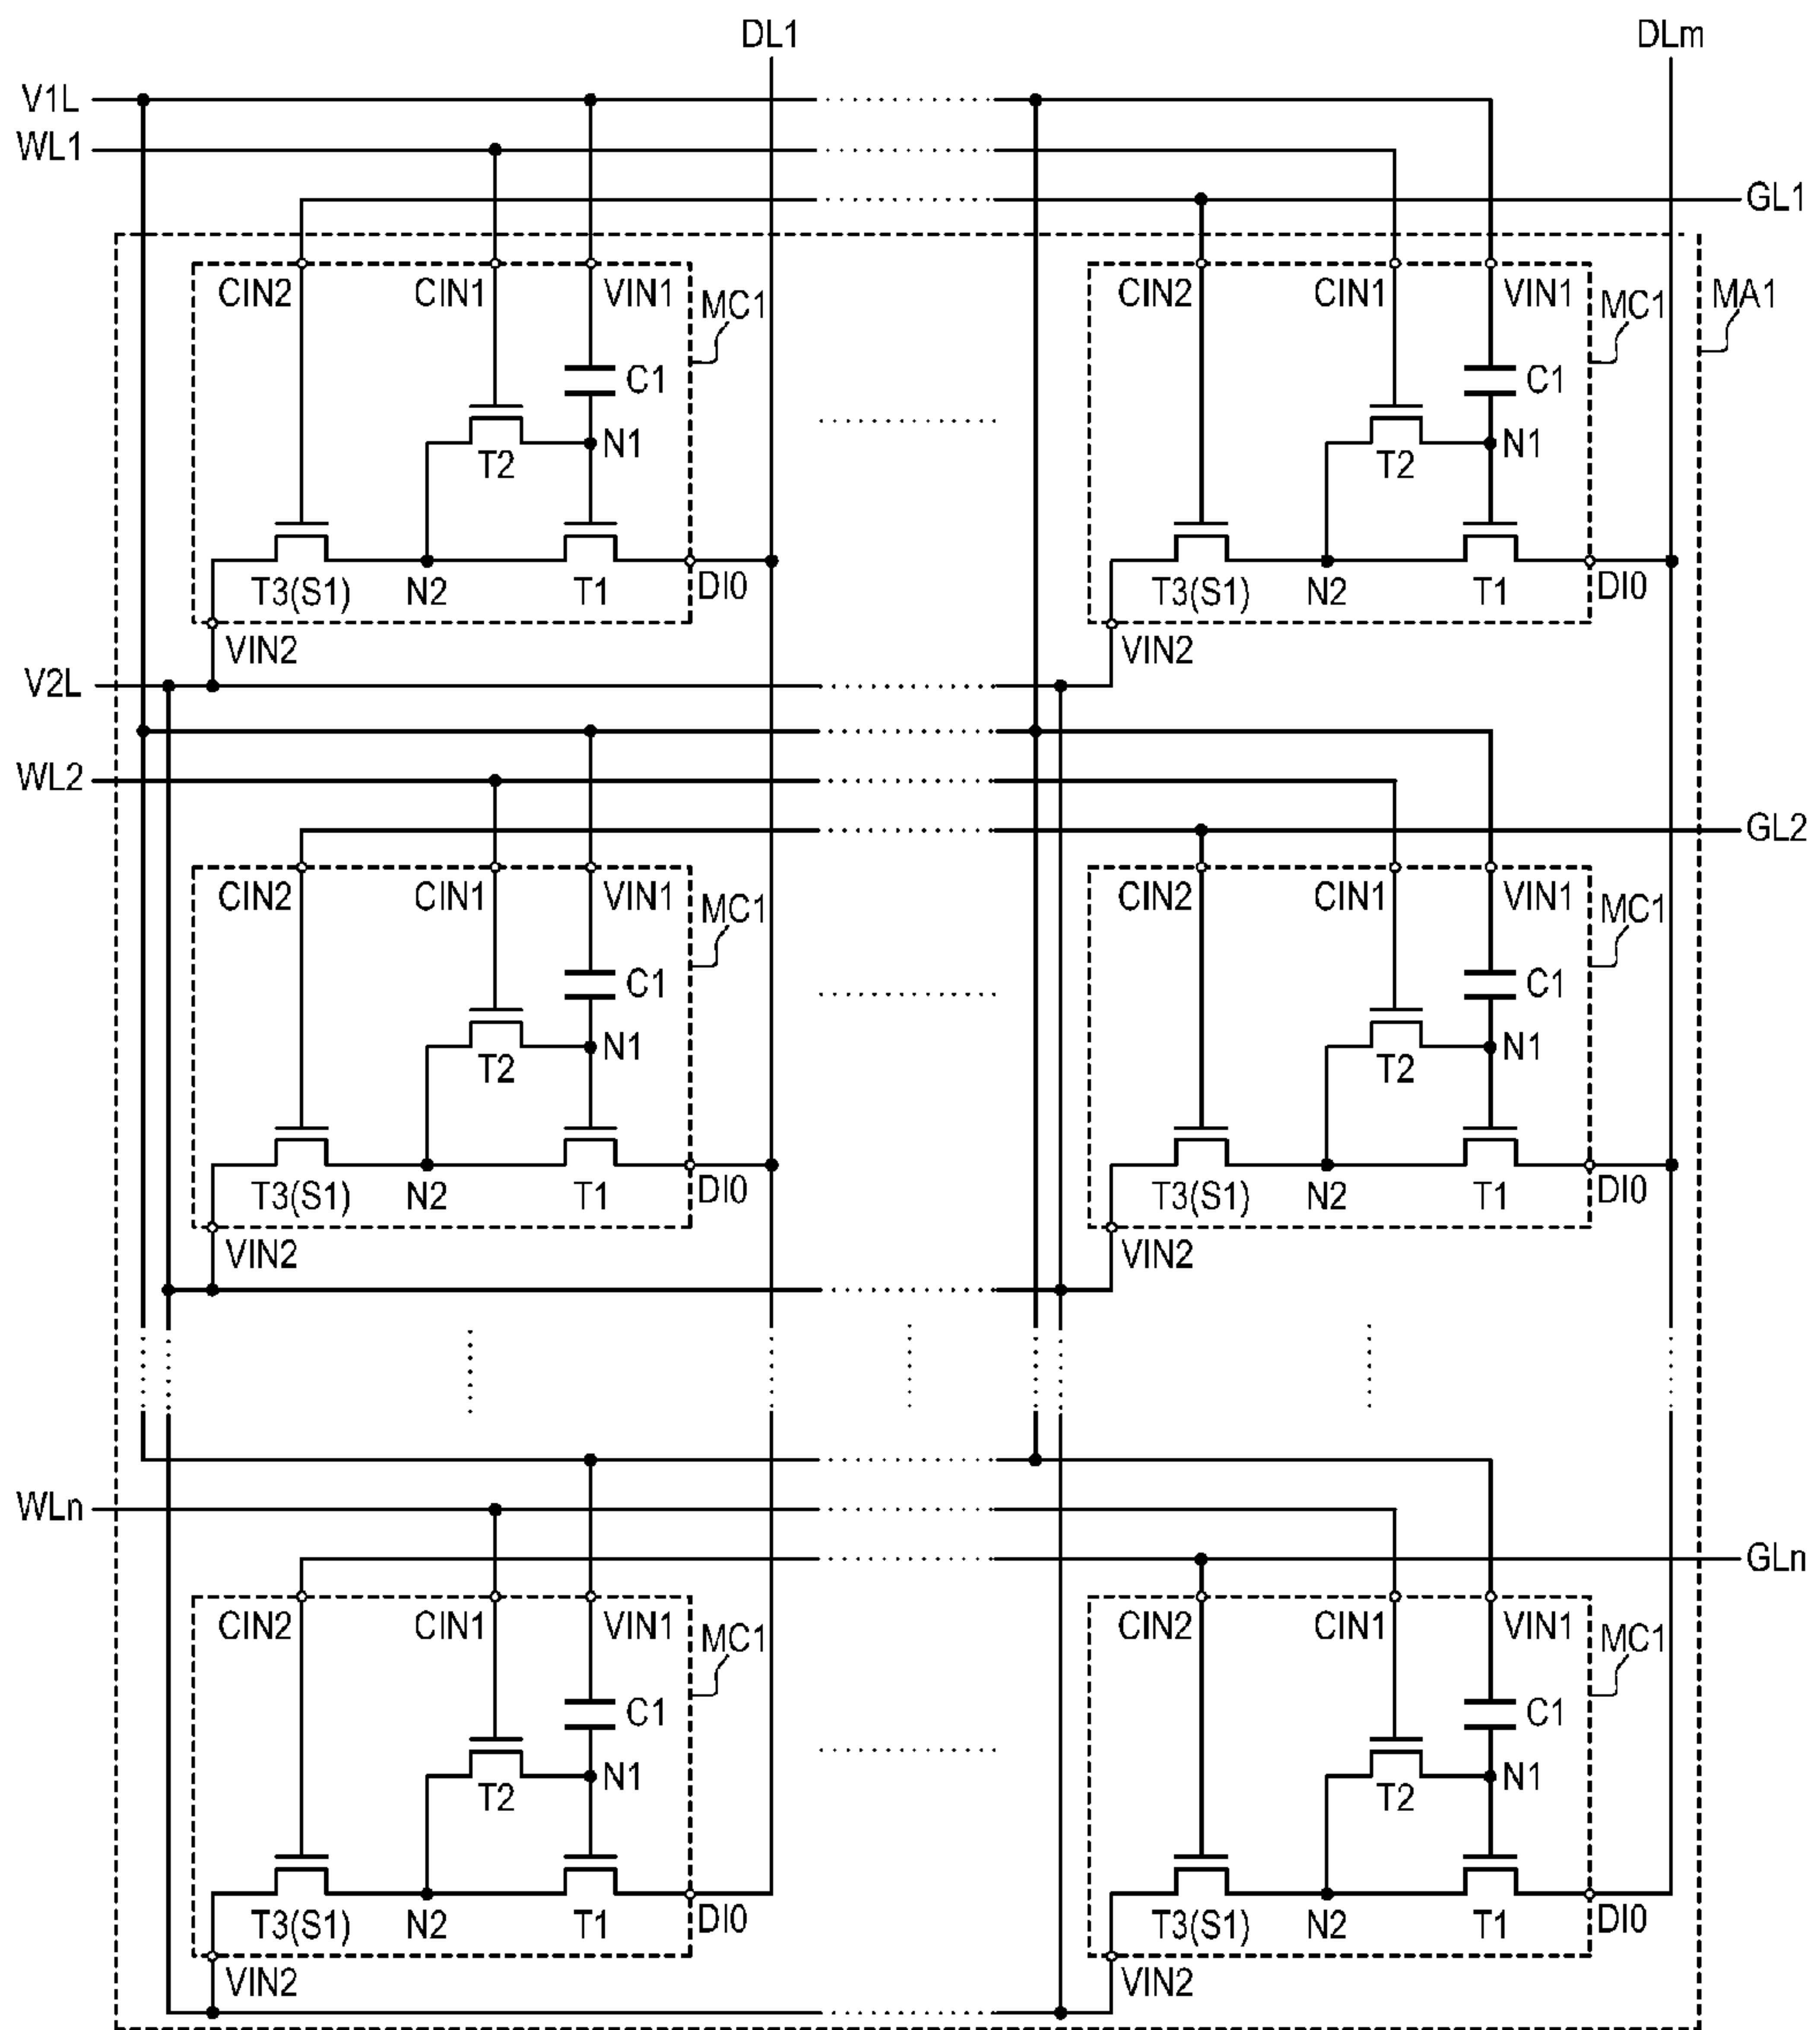 DL1 DLm
V1L
WL1
GL1
CIN2 CIN1 VIN1 MC1 CIN2 CIN1 VIN1 MC1 MA1
C1 C1
N1 N1
T2 T2
T3(S1) N2 T1 DI0 T3(S1) N2 T1 DI0
VIN2 VIN2
V2L
WL2
GL2
CIN2 CIN1 VIN1 MC1 CIN2 CIN1 VIN1 MC1
C1 C1
N1 N1
T2 T2
T3(S1) N2 T1 DI0 T3(S1) N2 T1 DI0
VIN2 VIN2
WLn
GLn
CIN2 CIN1 VIN1 MC1 CIN2 CIN1 VIN1 MC1
C1 C1
N1 N1
T2 T2
T3(S1) N2 T1 DI0 T3(S1) N2 T1 DI0
VIN2 VIN2